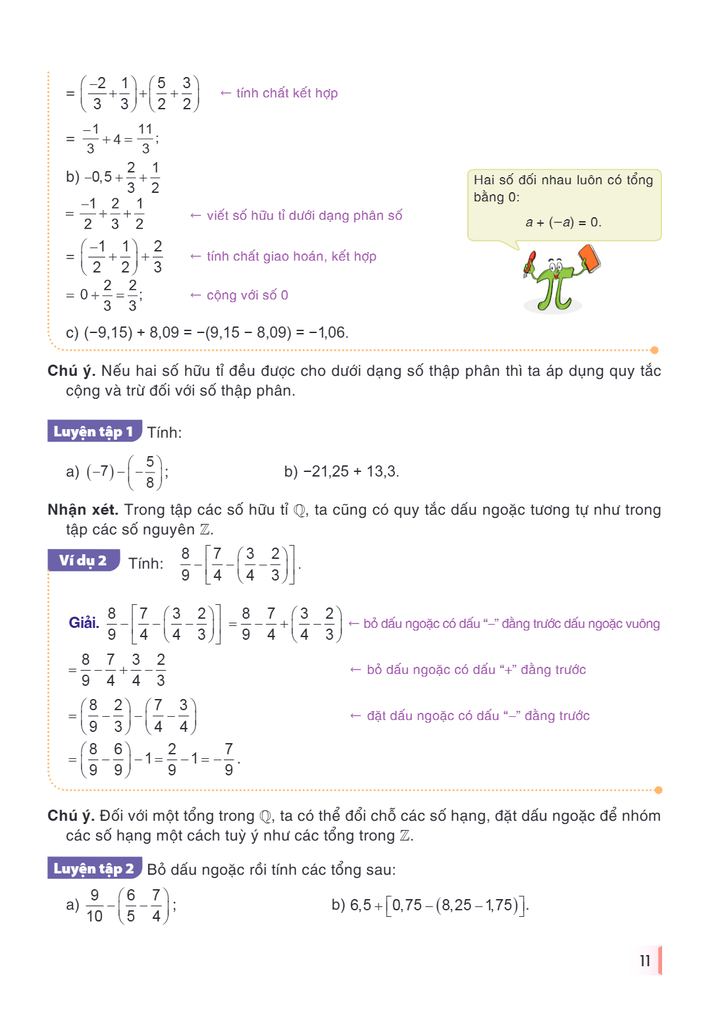 = (−2/3 + 1/3) + (5/2 + 3/2) ← tính chất kết hợp
= −1/3 + 4 = 11/3;
b) −0,5 + 2/3 + 1/2
= −1/2 + 2/3 + 1/2 ← viết số hữu tỉ dưới dạng phân số
= (−1/2 + 1/2) + 2/3 ← tính chất giao hoán, kết hợp
= 0 + 2/3 = 2/3; ← cộng với số 0
c) (−9,15) + 8,09 = −(9,15 − 8,09) = −1,06.
Hai số đối nhau luôn có tổng
bằng 0:
a + (−a) = 0.
Chú ý. Nếu hai số hữu tỉ đều được cho dưới dạng số thập phân thì ta áp dụng quy tắc
cộng và trừ đối với số thập phân.
Luyện tập 1 Tính:
a) (−7) − (−5/8); b) −21,25 + 13,3.
Nhận xét. Trong tập các số hữu tỉ ℚ, ta cũng có quy tắc dấu ngoặc tương tự như trong
tập các số nguyên ℤ.
Ví dụ 2 Tính: 8/9 − [7/4 − (3/4 − 2/3)].
Giải. 8/9 − [7/4 − (3/4 − 2/3)] = 8/9 − 7/4 + (3/4 − 2/3) ← bỏ dấu ngoặc có dấu “–” đằng trước dấu ngoặc vuông
= 8/9 − 7/4 + 3/4 − 2/3 ← bỏ dấu ngoặc có dấu “+” đằng trước
= (8/9 − 2/3) − (7/4 − 3/4) ← đặt dấu ngoặc có dấu “–” đằng trước
= (8/9 − 6/9) − 1 = 2/9 − 1 = −7/9.
Chú ý. Đối với một tổng trong ℚ, ta có thể đổi chỗ các số hạng, đặt dấu ngoặc để nhóm
các số hạng một cách tuỳ ý như các tổng trong ℤ.
Luyện tập 2 Bỏ dấu ngoặc rồi tính các tổng sau:
a) 9/10 − (6/5 − 7/4); b) 6,5 + [0,75 − (8,25 − 1,75)].
11